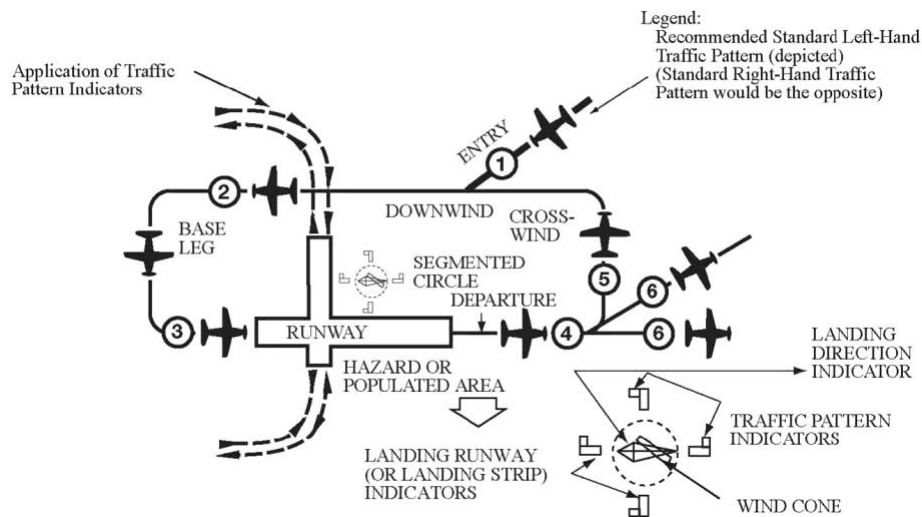 Legend:
Recommended Standard Left-Hand
Traffic Pattern (depicted)
(Standard Right-Hand Traffic
Pattern would be the opposite)
Application of Traffic
Pattern Indicators
ENTRY
1
2
DOWNWIND
CROSS-
WIND
BASE
LEG
SEGMENTED
CIRCLE
DEPARTURE
5
6
3
RUNWAY
4
6
HAZARD OR
POPULATED AREA
LANDING
DIRECTION
INDICATOR
TRAFFIC PATTERN
INDICATORS
LANDING RUNWAY
(OR LANDING STRIP)
INDICATORS
WIND CONE